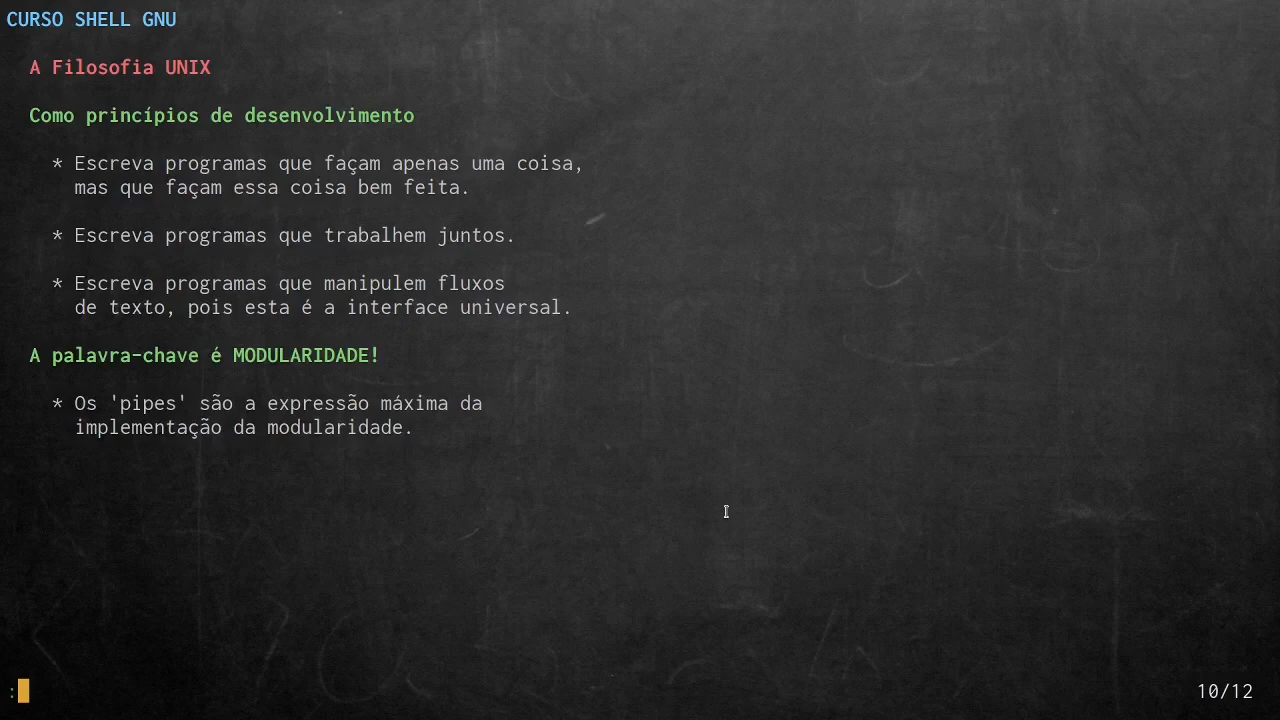 CURSO SHELL GNU
A Filosofia UNIX
Como princípios de desenvolvimento
* Escreva programas que façam apenas uma coisa,
mas que façam essa coisa bem feita.
* Escreva programas que trabalhem juntos.
* Escreva programas que manipulem fluxos
de texto, pois esta é a interface universal.
A palavra-chave é MODULARIDADE!
* Os 'pipes' são a expressão máxima da
implementação da modularidade.
:
10/12